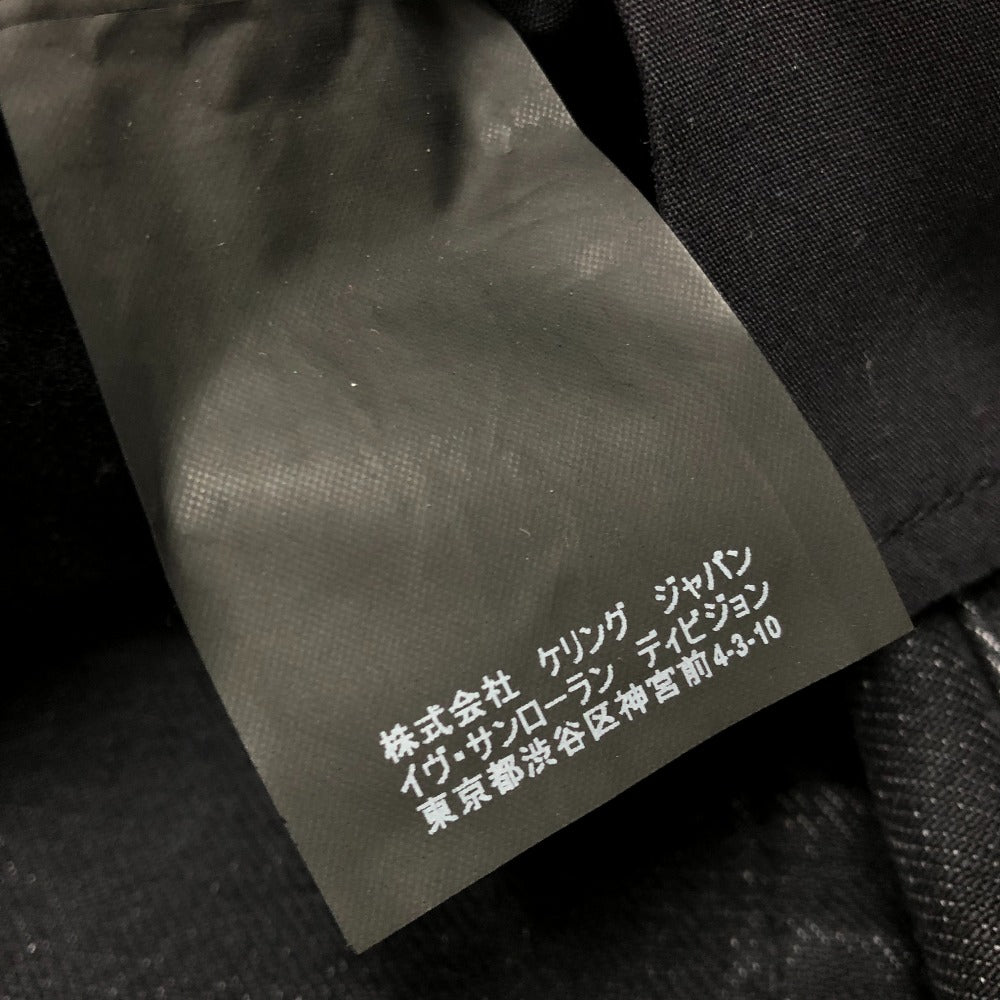 株式会社 ケリング ジャパン
イヴ・サンローラン ディビジョン
東京都渋谷区神宮前4-3-10